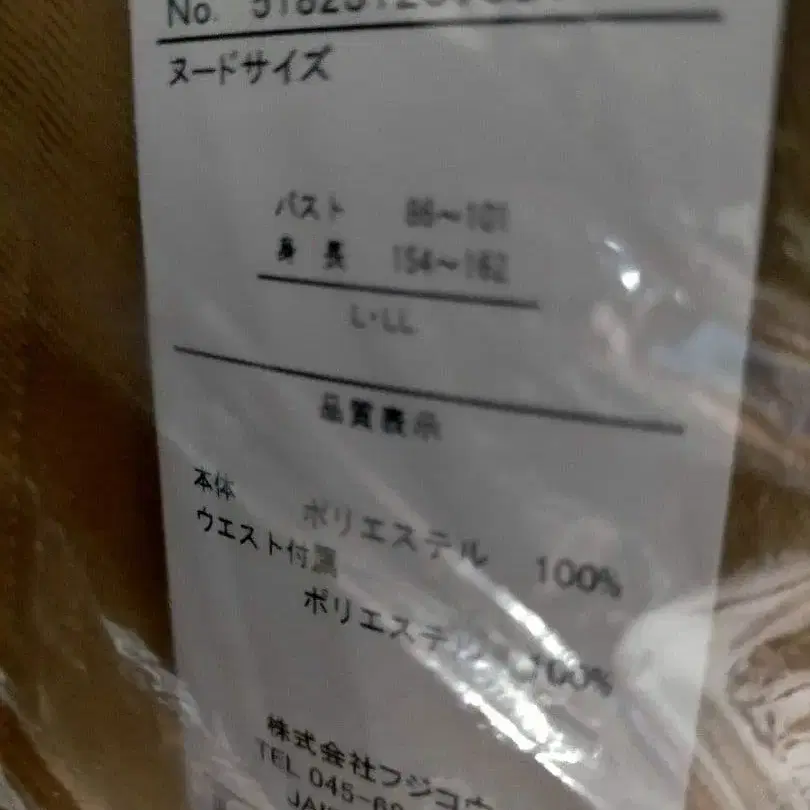 No.
ヌードサイズ
バスト ～101
身長 154～162
L・LL
品質表示
本体
ポリエステル 100%
ウエスト付属
ポリエステル 100%
株式会社フジコウ
TEL 045-